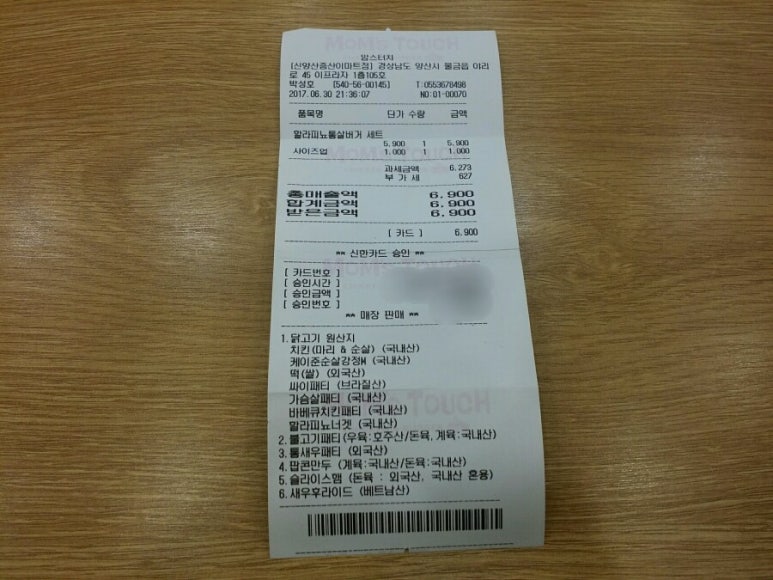 맘스터치
[신양산증산이마트점] 경상남도 양산시 물금읍 야리
로 45 이프라자 1층105호
박성호 [540-56-00145] T:0553678498
2017.06.30 21:36:07 NO:01-00070
품목명 단가 수량 금액
할라피뇨통살버거 세트
5.900 1 5.900
사이즈업 1.000 1 1.000
과세금액 6.273
부 가 세 627
총매출액 6.900
합계금액 6.900
받은금액 6.900
[ 카드 ] 6.900
** 신한카드 승인 **
[ 카드번호 ]
[ 승인시간 ]
[ 승인금액 ]
[ 승인번호 ]
** 매장 판매 **
1.닭고기 원산지
치킨(마리 & 순살) (국내산)
케이준순살강정M (국내산)
떡(쌀) (외국산)
싸이패티 (브라질산)
가슴살패티 (국내산)
바베큐치킨패티 (국내산)
할라피뇨너겟 (국내산)
2.불고기패티(우육:호주산/돈육,계육:국내산)
3.통새우패티 (외국산)
4.팝콘만두 (계육:국내산/돈육:국내산)
5.슬라이스햄 (돈육 : 외국산, 국내산 혼용)
6.새우후라이드 (베트남산)